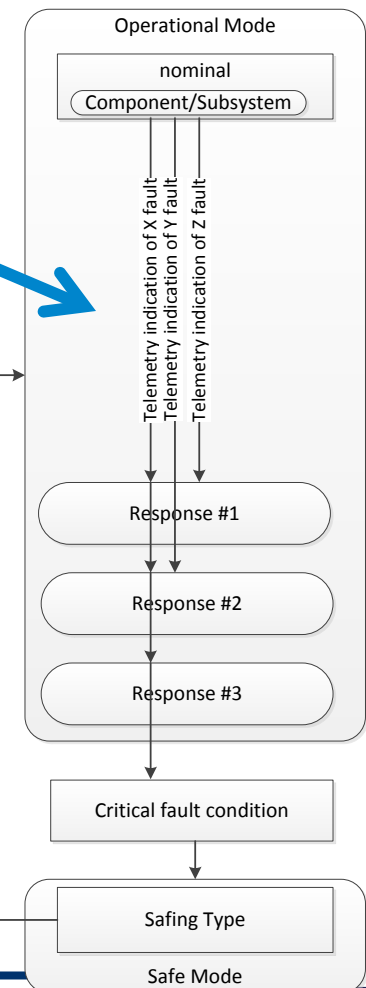 Operational Mode
nominal
Component/Subsystem
Telemetry indication of X fault
Telemetry indication of Y fault
Telemetry indication of Z fault
Response #1
Response #2
Response #3
Critical fault condition
Safing Type
Safe Mode